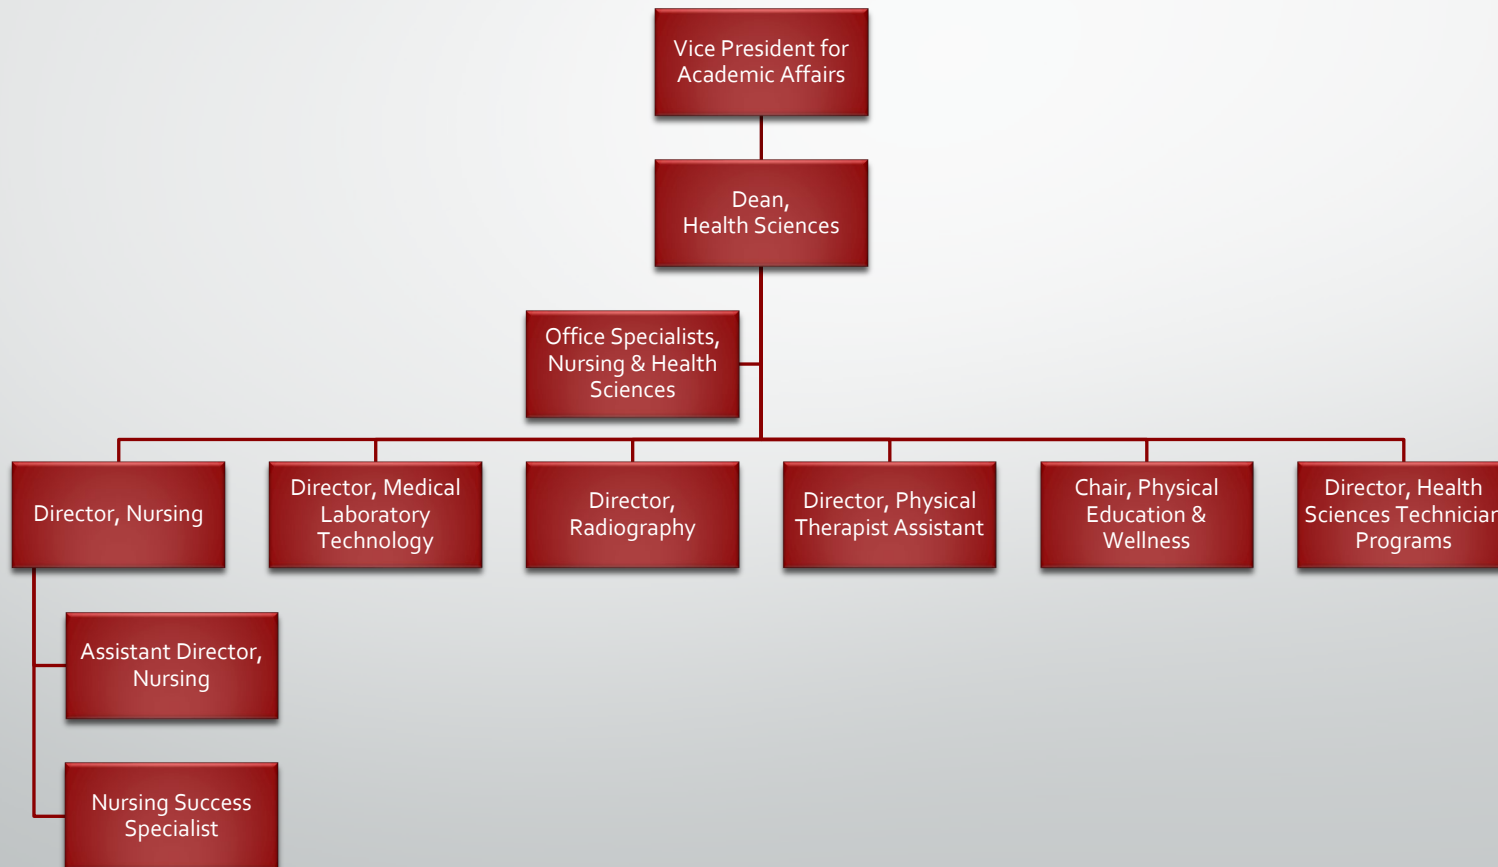 Vice President for
Academic Affairs
Dean,
Health Sciences
Office Specialists,
Nursing & Health
Sciences
Director, Nursing
Director, Medical
Laboratory
Technology
Director,
Radiography
Director, Physical
Therapist Assistant
Chair, Physical
Education &
Wellness
Director, Health
Sciences Technician
Programs
Assistant Director,
Nursing
Nursing Success
Specialist